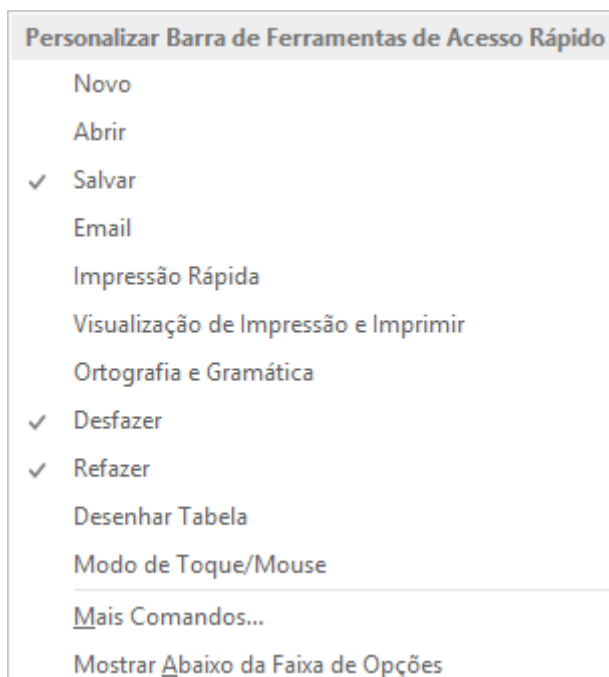 Personalizar Barra de Ferramentas de Acesso Rápido
Novo
Abrir
Salvar
Email
Impressão Rápida
Visualização de Impressão e Imprimir
Ortografia e Gramática
Desfazer
Refazer
Desenhar Tabela
Modo de Toque/Mouse
Mais Comandos...
Mostrar Abaixo da Faixa de Opções